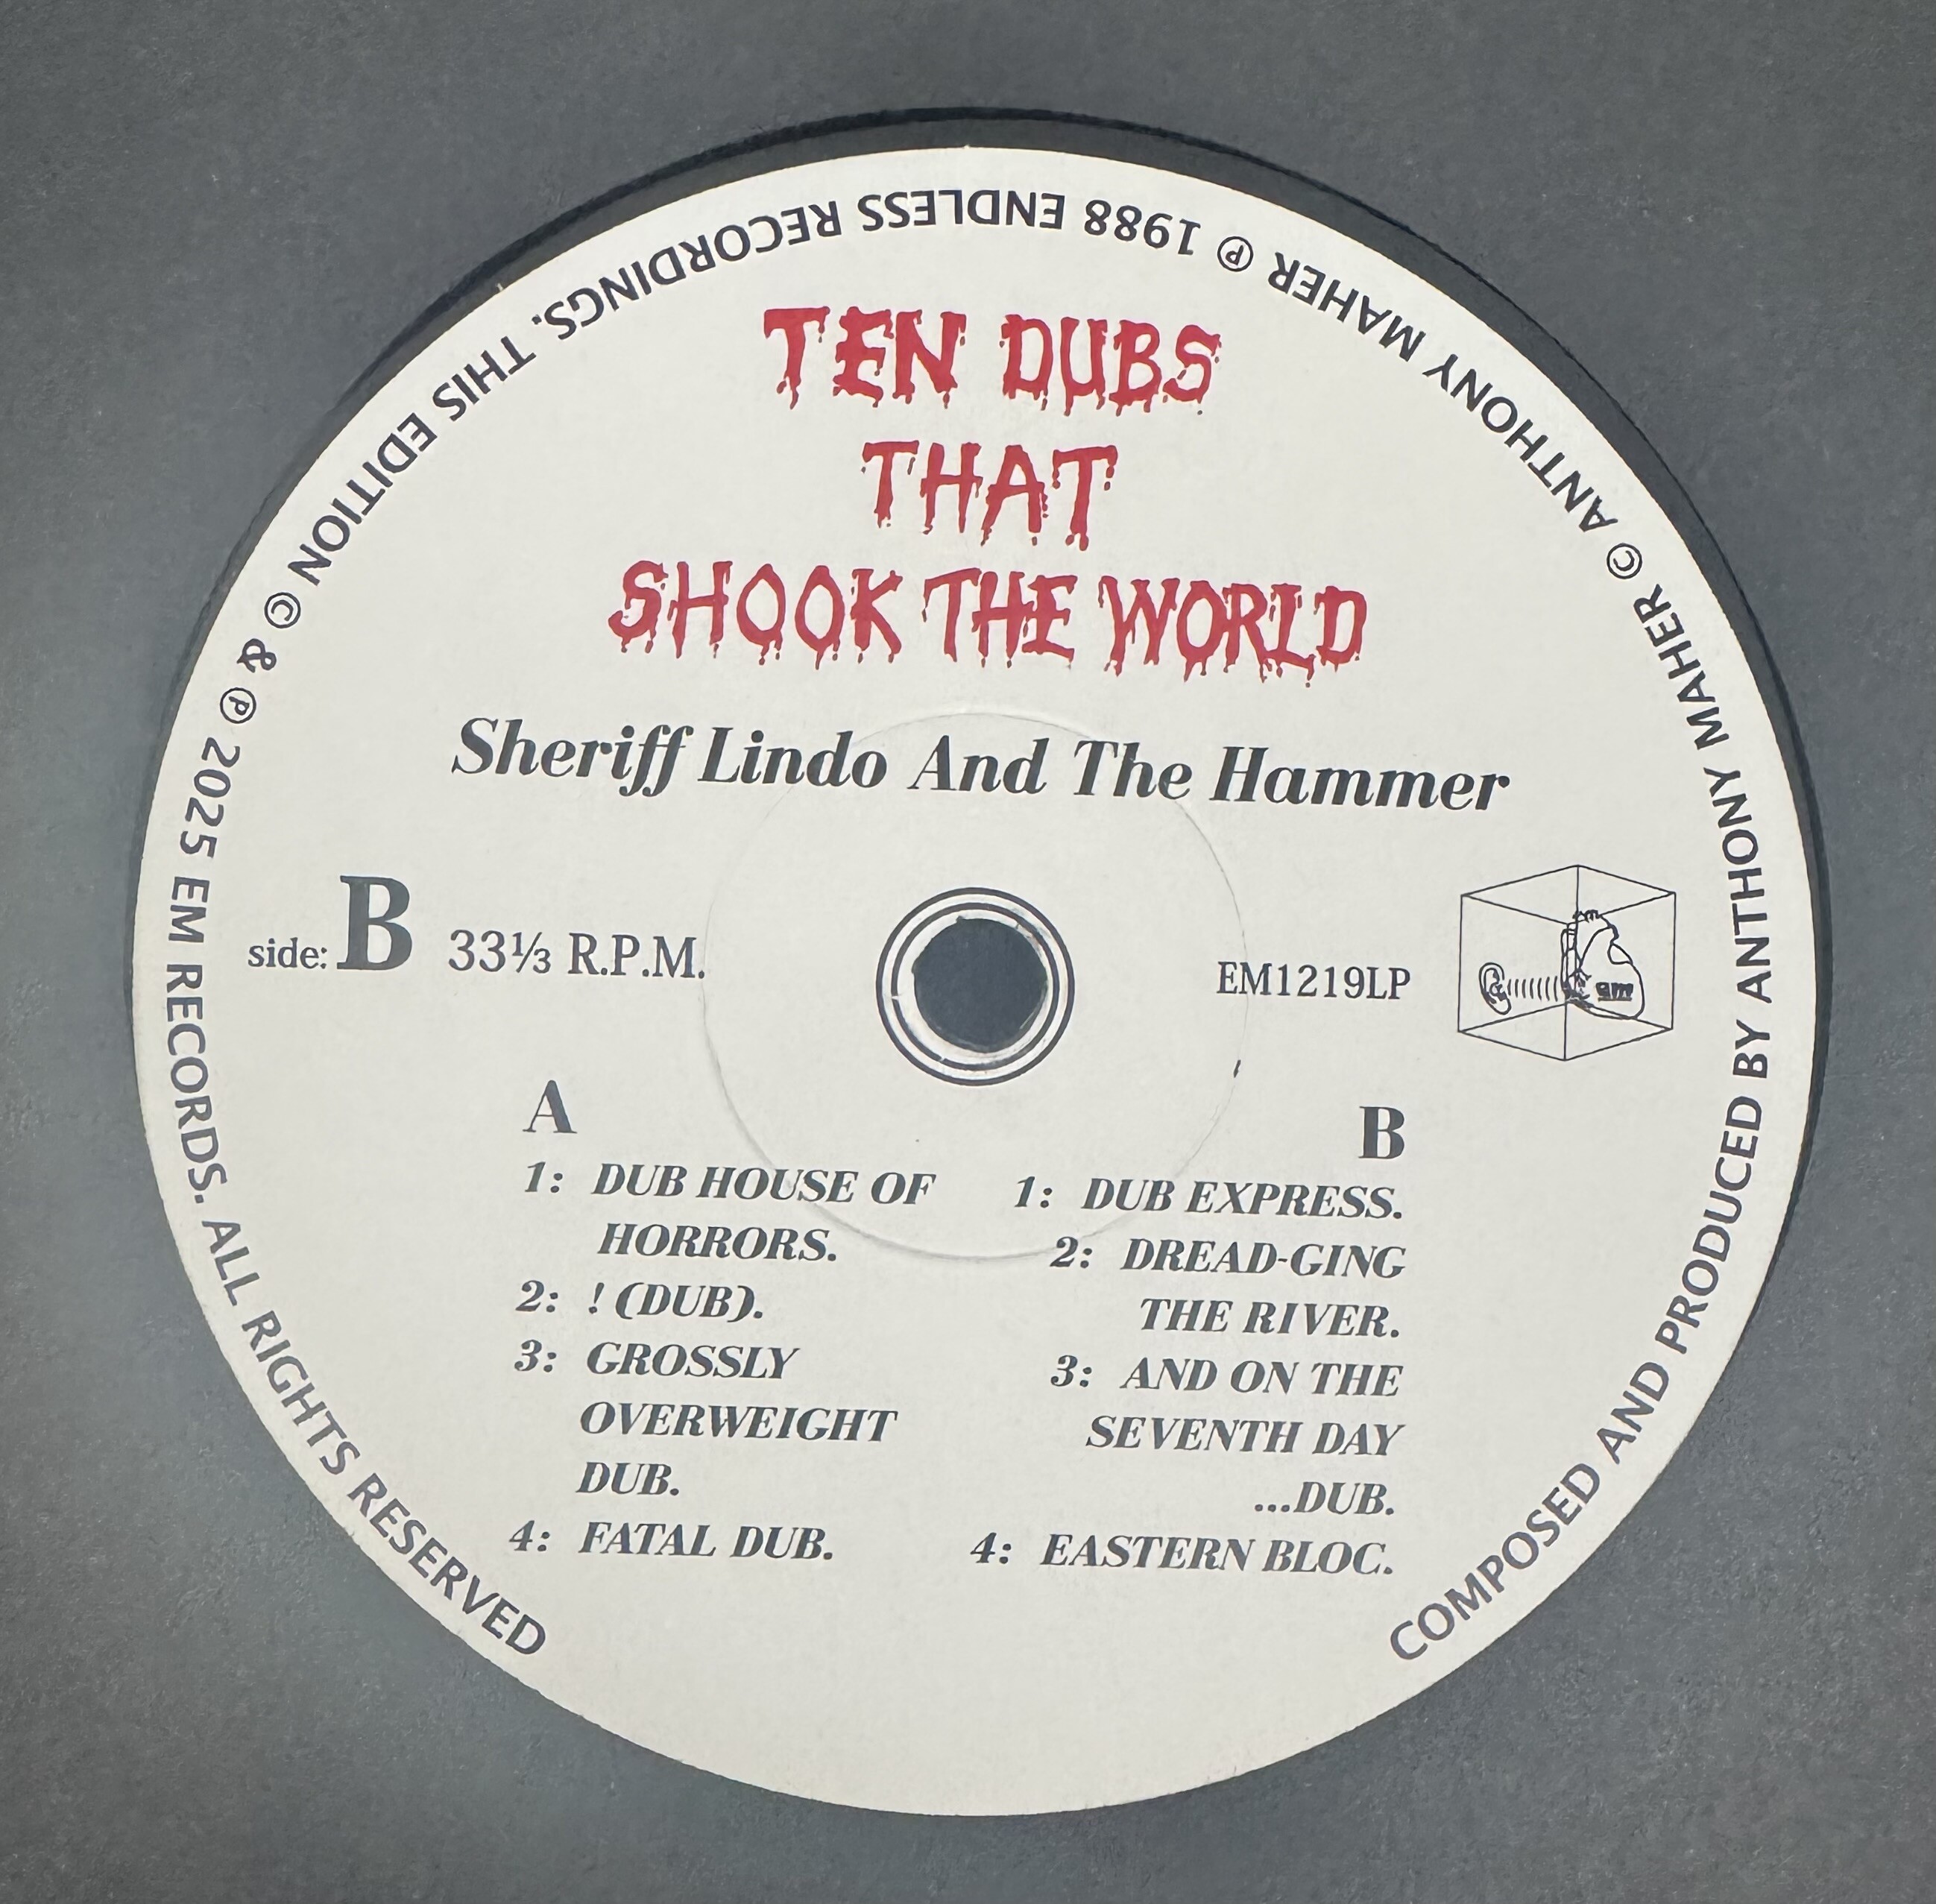 TEN DUBS
THAT
SHOOK THE WORLD
Sheriff Lindo And The Hammer
side: B 33⅓ R.P.M.
EM1219LP
em
A
1: DUB HOUSE OF
HORRORS.
2: ! (DUB).
3: GROSSLY
OVERWEIGHT
DUB.
4: FATAL DUB.
B
1: DUB EXPRESS.
2: DREAD-GING
THE RIVER.
3: AND ON THE
SEVENTH DAY
...DUB.
4: EASTERN BLOC.
COMPOSED AND PRODUCED BY ANTHONY MAHER © ANTHONY MAHER ℗ 1988 ENDLESS RECORDINGS. THIS EDITION © & ℗ 2025 EM RECORDS. ALL RIGHTS RESERVED